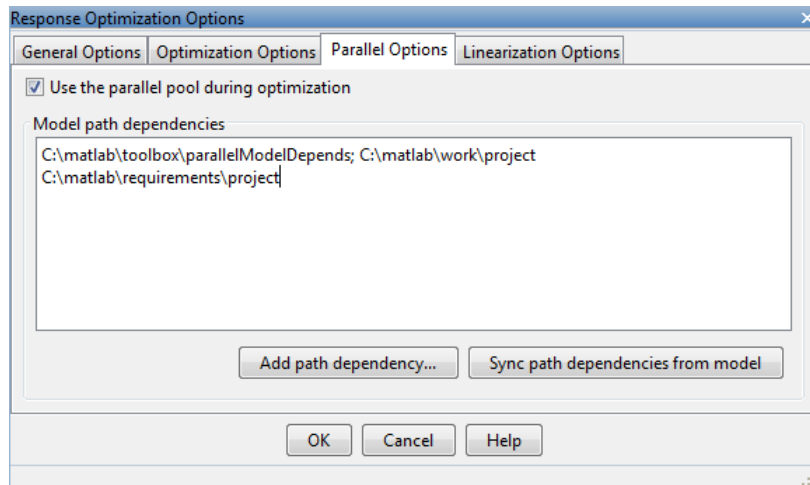 Response Optimization Options
General Options Optimization Options Parallel Options Linearization Options
Use the parallel pool during optimization
Model path dependencies
C:\matlab\toolbox\parallelModelDepends; C:\matlab\work\project
C:\matlab\requirements\project
Add path dependency... Sync path dependencies from model
OK Cancel Help